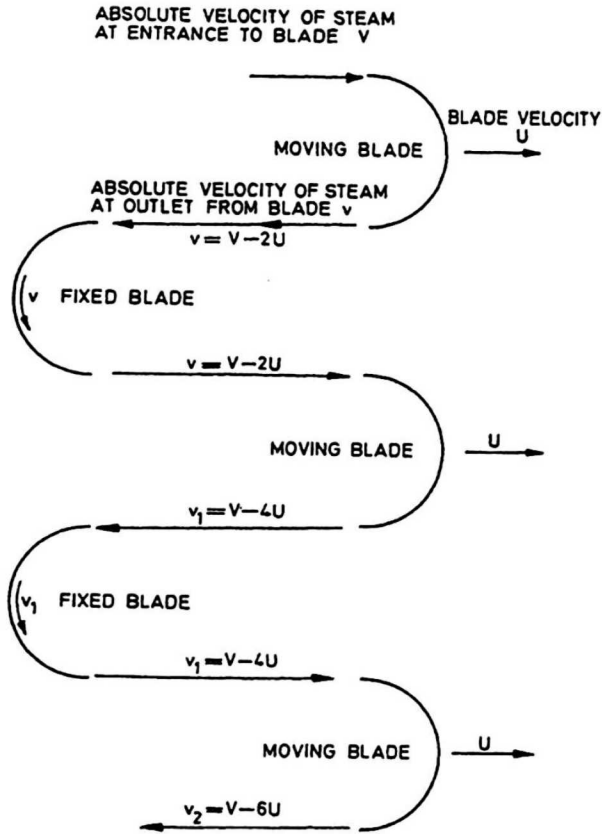 ABSOLUTE VELOCITY OF STEAM
AT ENTRANCE TO BLADE V
BLADE VELOCITY
U
MOVING BLADE
ABSOLUTE VELOCITY OF STEAM
AT OUTLET FROM BLADE v
v = V-2U
v FIXED BLADE
v = V-2U
MOVING BLADE
U
v₁ = V-4U
v₁ FIXED BLADE
v₁ = V-4U
MOVING BLADE
U
v₂ = V-6U